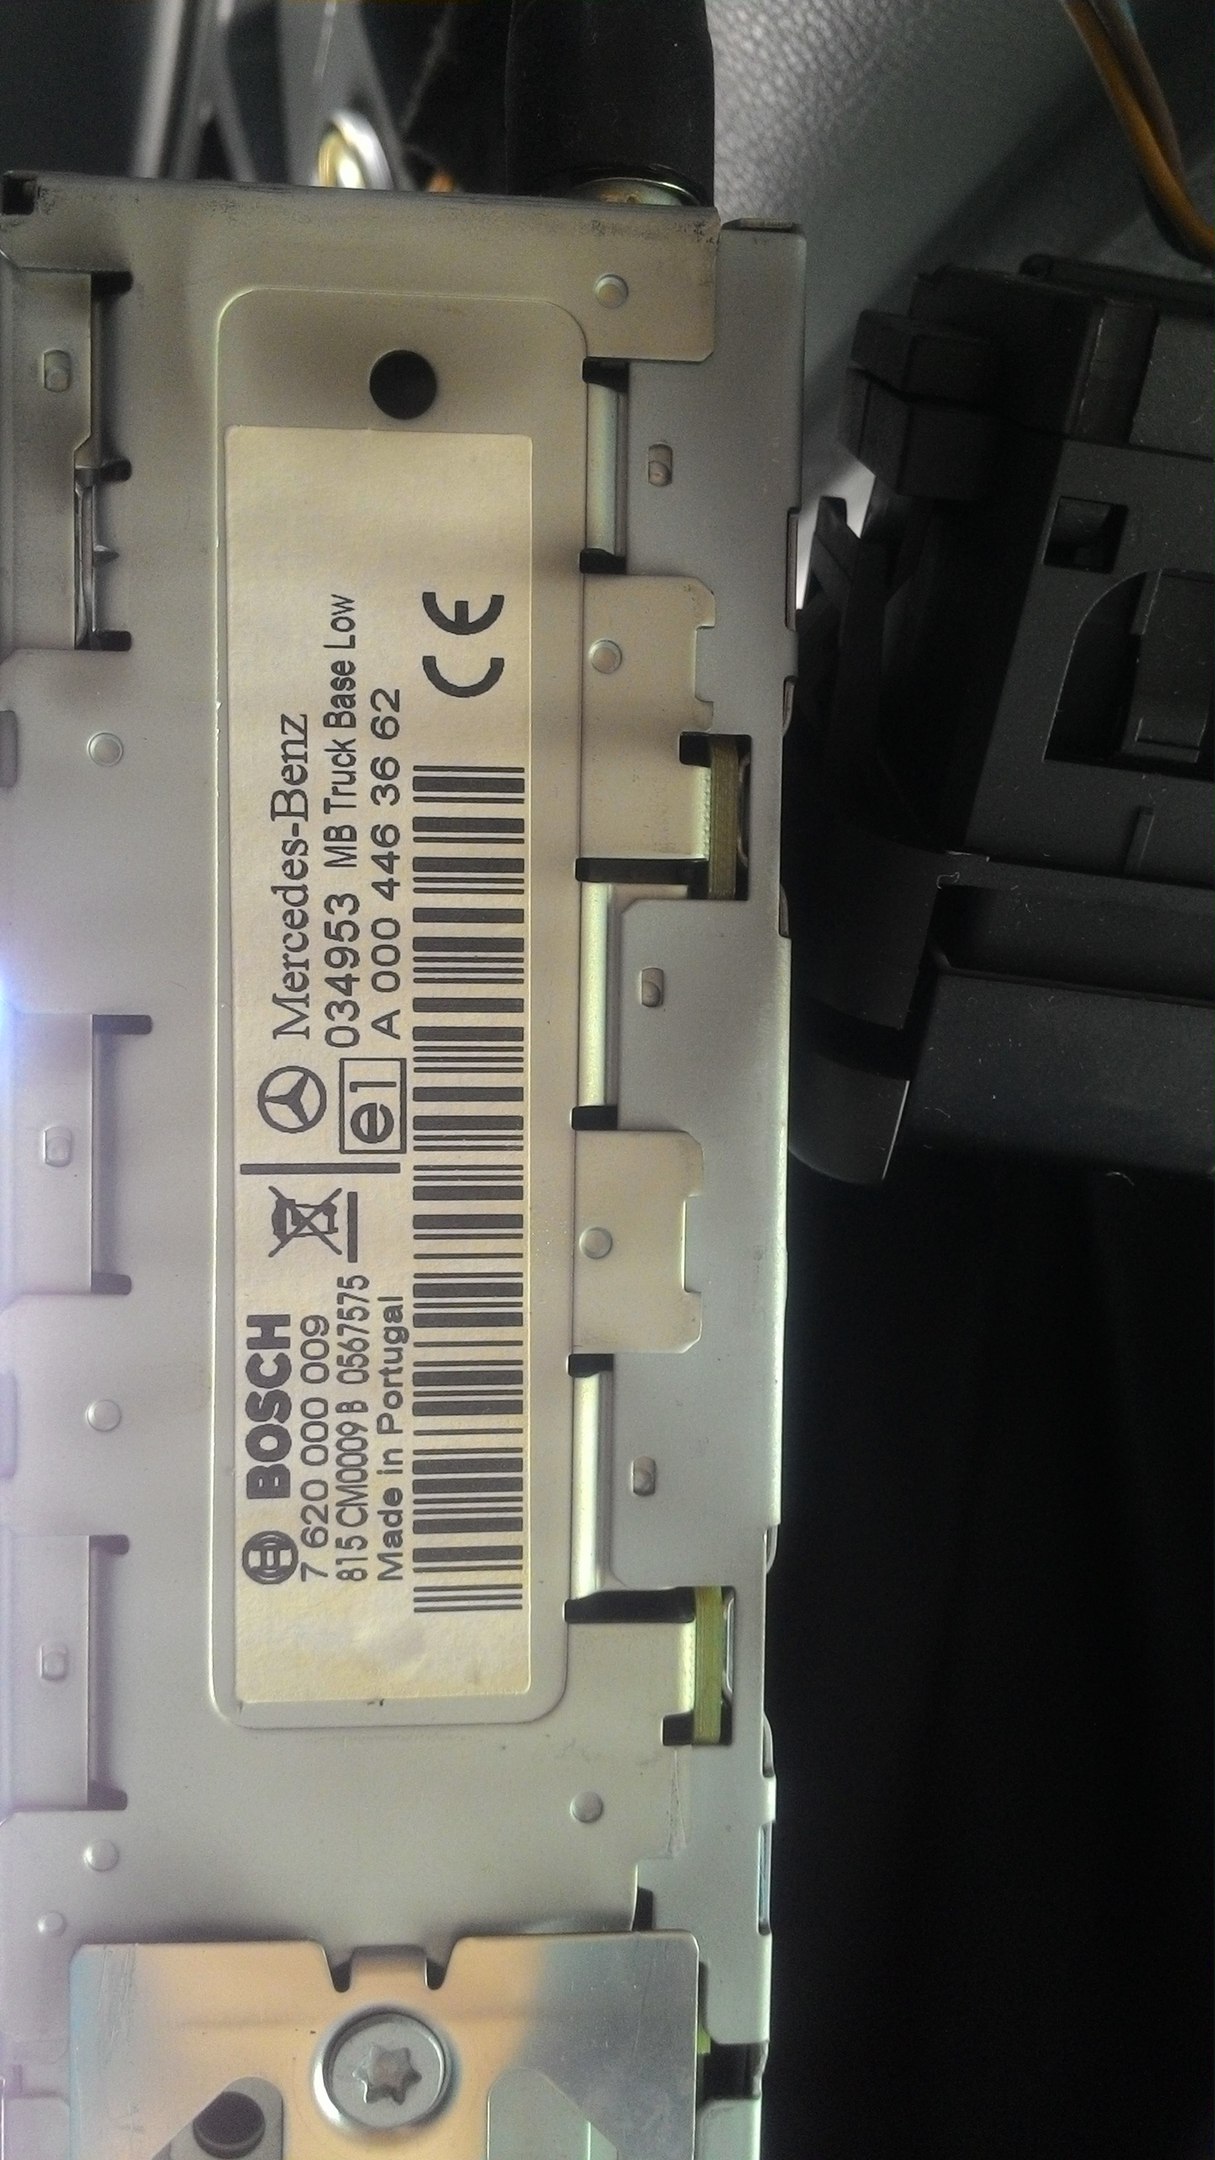 BOSCH
7 620 000 009
815 CM0009 B 0567575
Made in Portugal
Mercedes-Benz
034953 MB Truck Base Low
e1 A 000 446 36 62
CE